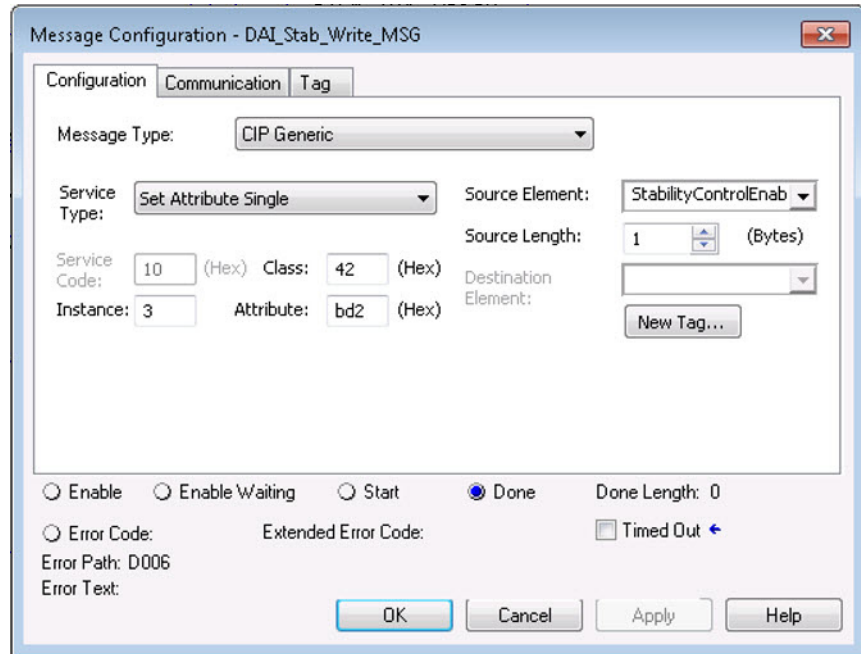 Message Configuration - DAI_Stab_Write_MSG
Configuration Communication Tag
Message Type: CIP Generic
Service Type: Set Attribute Single
Source Element: StabilityControlEnab
Source Length: 1 (Bytes)
Service Code: 10 (Hex) Class: 42 (Hex)
Destination Element:
Instance: 3 Attribute: bd2 (Hex)
New Tag...
Enable Enable Waiting Start Done Done Length: 0
Error Code: Extended Error Code: Timed Out
Error Path: D006
Error Text:
OK Cancel Apply Help